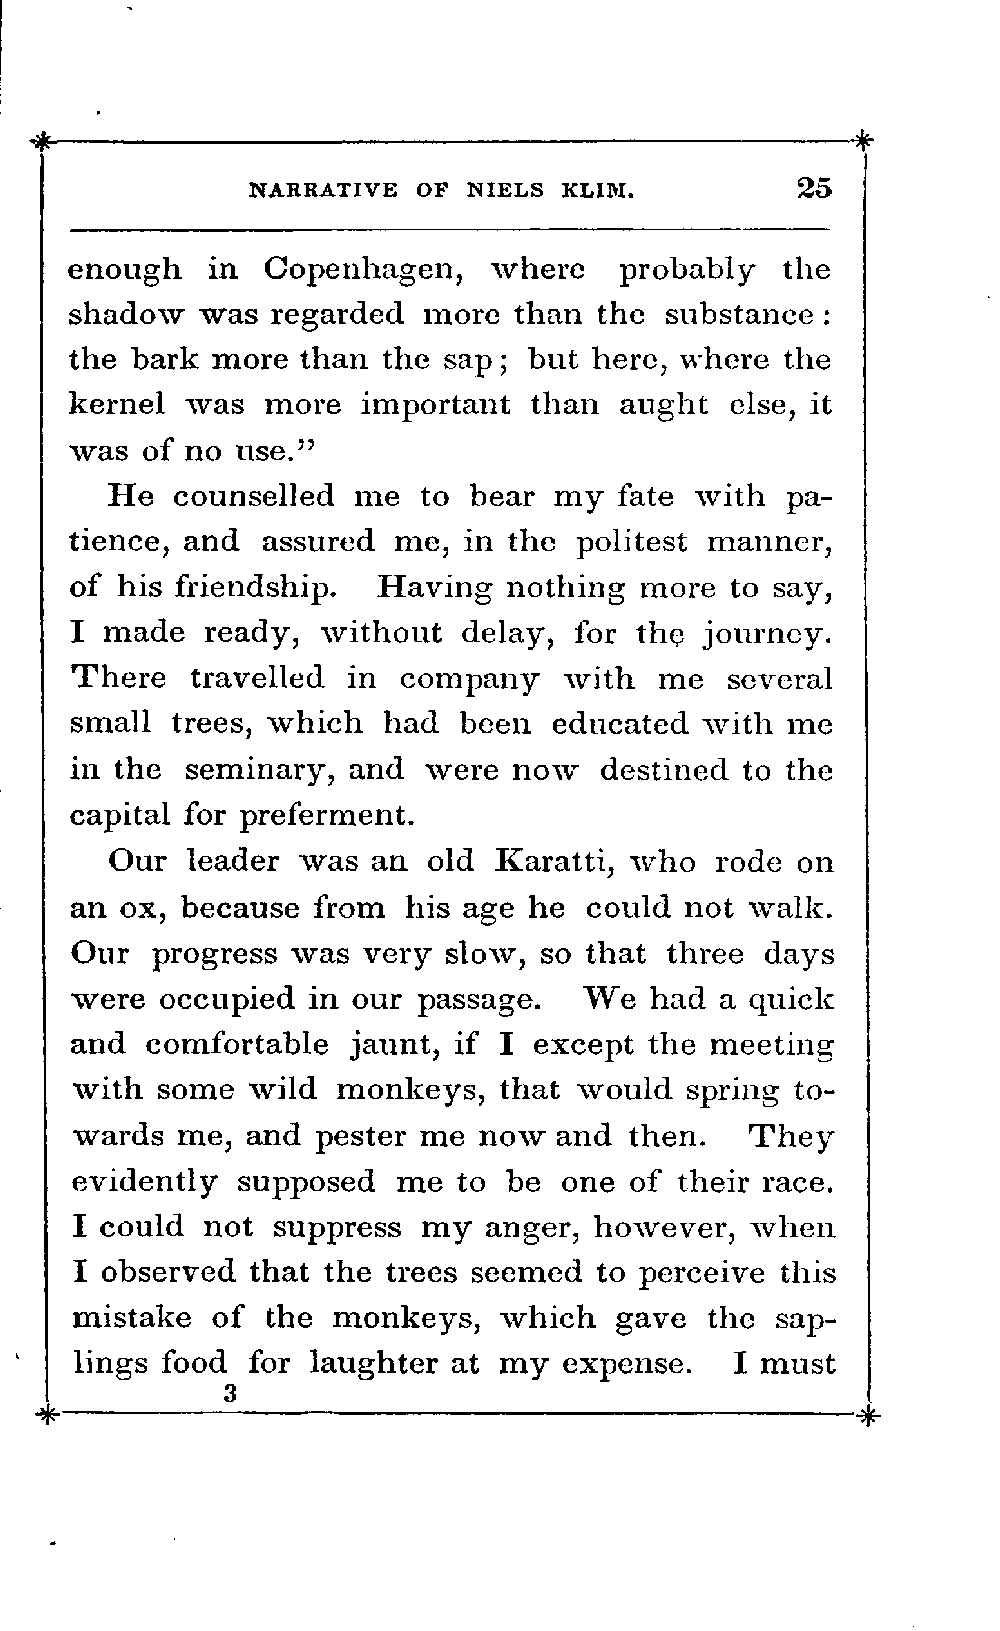 NARRATIVE OF NIELS KLIM. 25
enough in Copenhagen, where probably the
shadow was regarded more than the substance :
the bark more than the sap; but here, where the
kernel was more important than aught else, it
was of no use."
He counselled me to bear my fate with pa-
tience, and assured me, in the politest manner,
of his friendship. Having nothing more to say,
I made ready, without delay, for the journey.
There travelled in company with me several
small trees, which had been educated with me
in the seminary, and were now destined to the
capital for preferment.
Our leader was an old Karatti, who rode on
an ox, because from his age he could not walk.
Our progress was very slow, so that three days
were occupied in our passage. We had a quick
and comfortable jaunt, if I except the meeting
with some wild monkeys, that would spring to-
wards me, and pester me now and then. They
evidently supposed me to be one of their race.
I could not suppress my anger, however, when
I observed that the trees seemed to perceive this
mistake of the monkeys, which gave the sap-
lings food for laughter at my expense. I must
3